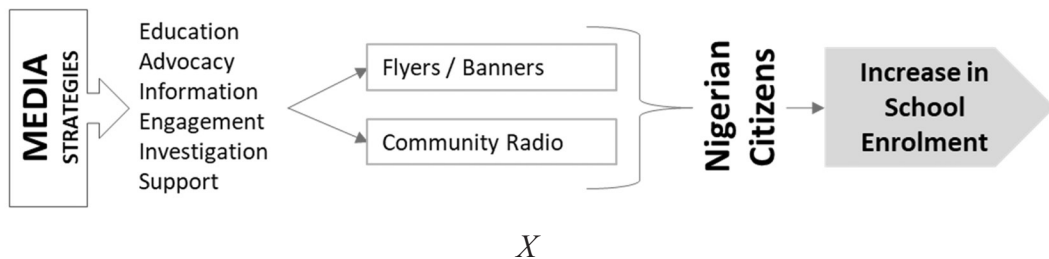 MEDIA
STRATEGIES
Education
Advocacy
Information
Engagement
Investigation
Support
Flyers / Banners
Community Radio
Nigerian
Citizens
Increase in
School
Enrolment
X